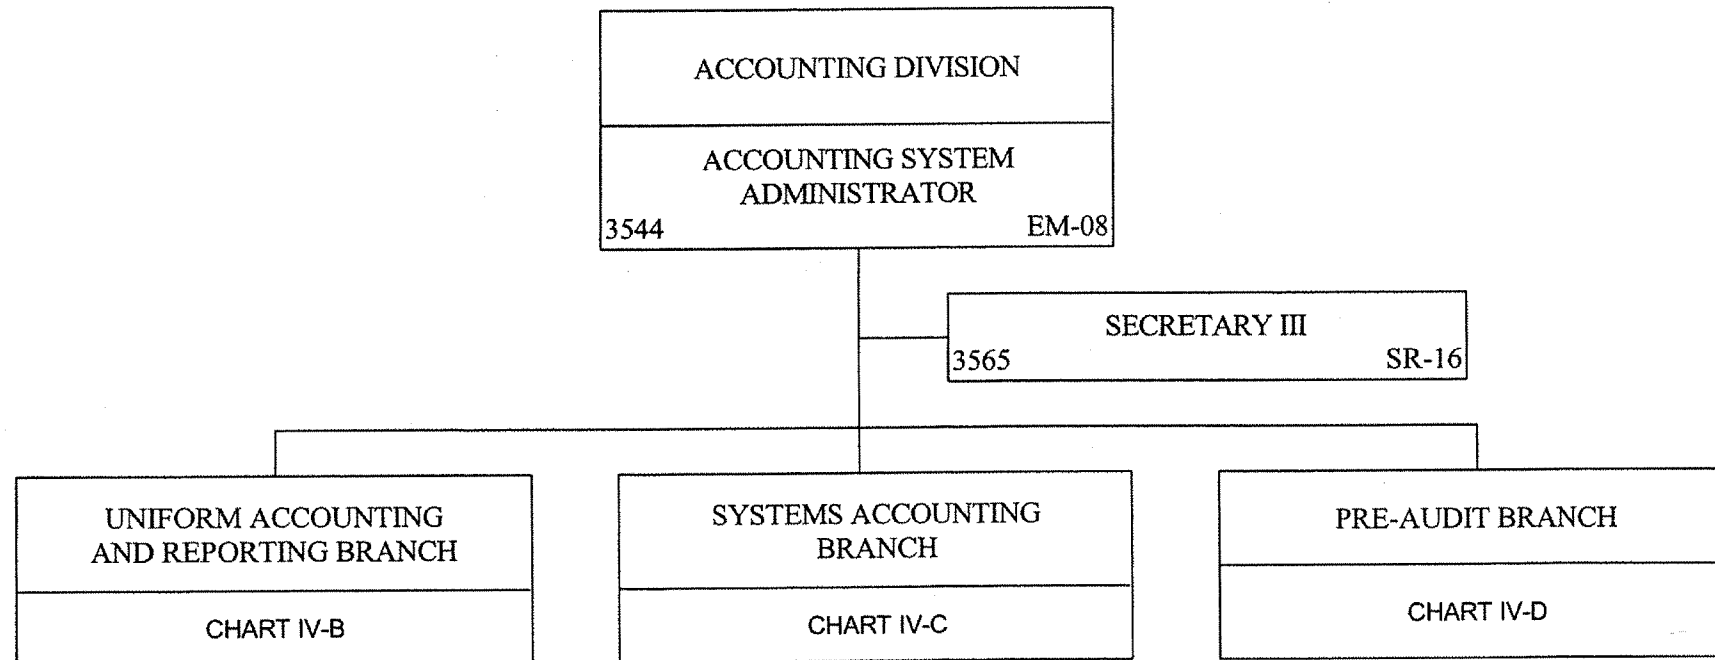 ACCOUNTING DIVISION
ACCOUNTING SYSTEM
ADMINISTRATOR
3544 EM-08
SECRETARY III
3565 SR-16
UNIFORM ACCOUNTING
AND REPORTING BRANCH
CHART IV-B
SYSTEMS ACCOUNTING
BRANCH
CHART IV-C
PRE-AUDIT BRANCH
CHART IV-D